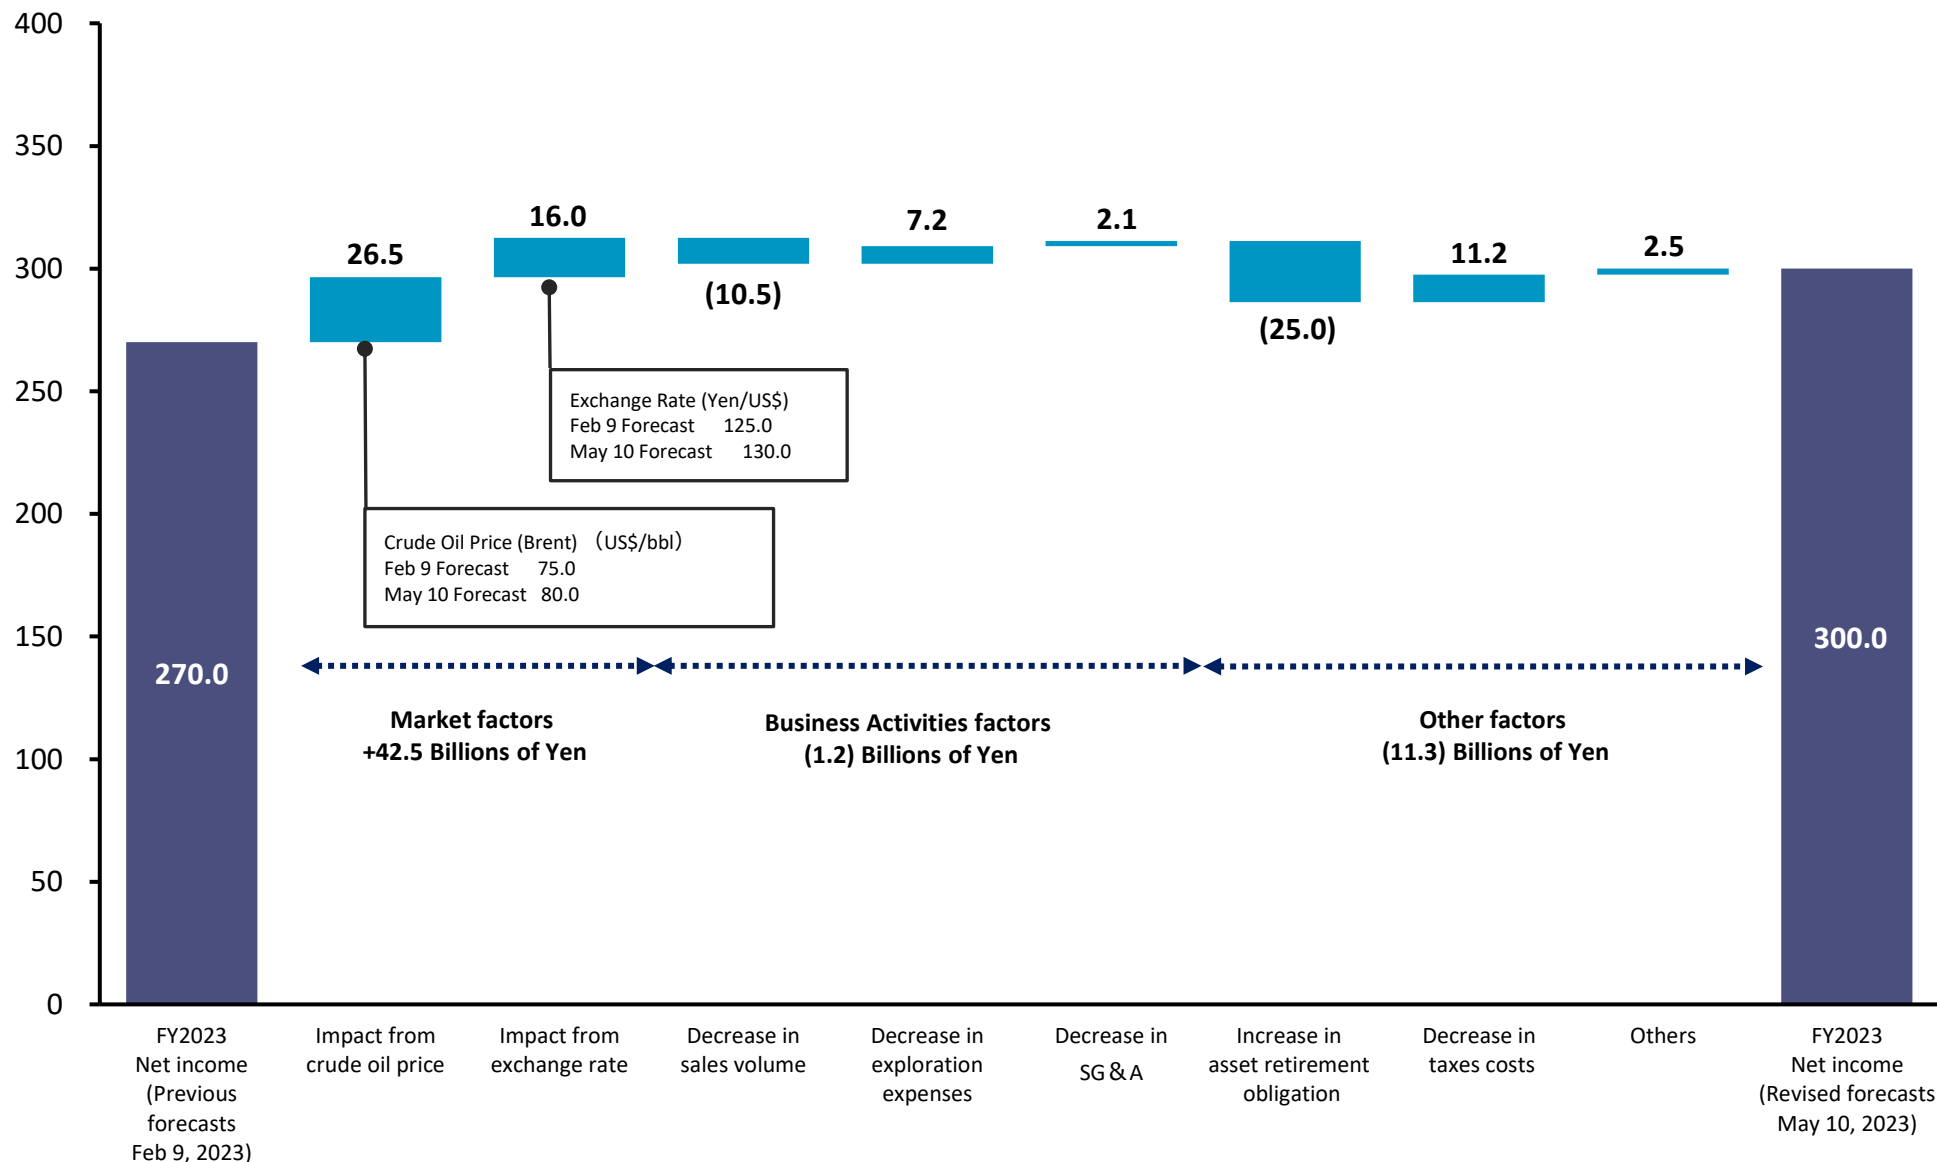 400
350
300
250
200
150
100
50
0
270.0
26.5
16.0
(10.5)
7.2
2.1
(25.0)
11.2
2.5
300.0
Exchange Rate (Yen/US$)
Feb 9 Forecast 125.0
May 10 Forecast 130.0
Crude Oil Price (Brent) （US$/bbl）
Feb 9 Forecast 75.0
May 10 Forecast 80.0
Market factors
+42.5 Billions of Yen
Business Activities factors
(1.2) Billions of Yen
Other factors
(11.3) Billions of Yen
FY2023
Net income
(Previous
forecasts
Feb 9, 2023)
Impact from
crude oil price
Impact from
exchange rate
Decrease in
sales volume
Decrease in
exploration
expenses
Decrease in
SG＆A
Increase in
asset retirement
obligation
Decrease in
taxes costs
Others
FY2023
Net income
(Revised forecasts
May 10, 2023)